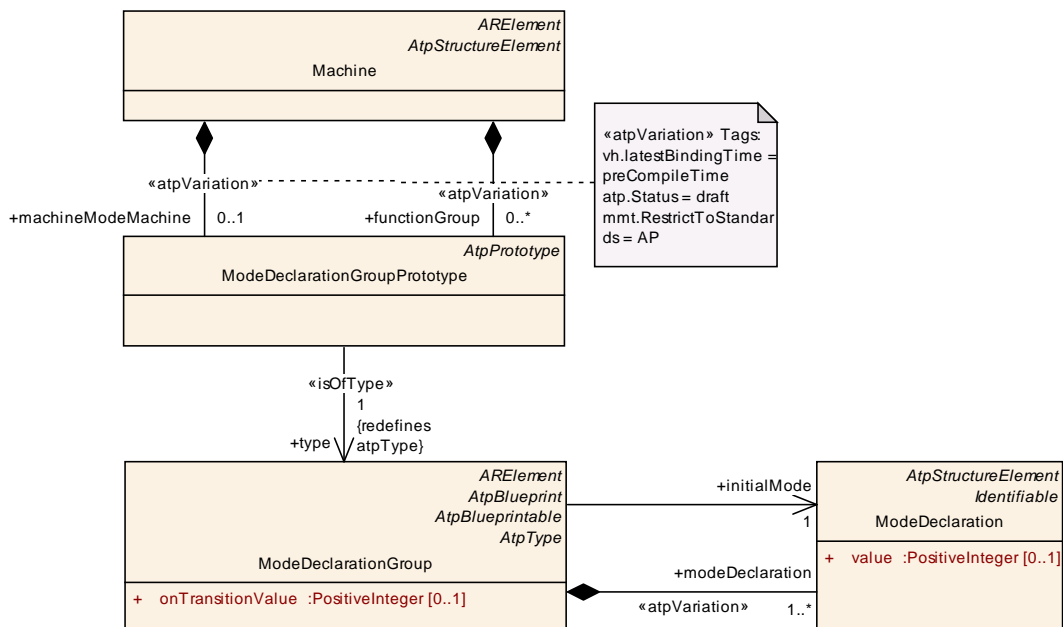 ARElement
AtpStructureElement
Machine
«atpVariation» Tags:
vh.latestBindingTime =
preCompileTime
atp.Status = draft
mmt.RestrictToStandar
ds = AP
«atpVariation»
«atpVariation»
+machineModeMachine 0..1
+functionGroup 0..*
AtpPrototype
ModeDeclarationGroupPrototype
«isOfType»
1
{redefines
atpType}
+type
ARElement
AtpBlueprint
AtpBlueprintable
AtpType
ModeDeclarationGroup
+ onTransitionValue :PositiveInteger [0..1]
+initialMode
1
+modeDeclaration
«atpVariation» 1..*
AtpStructureElement
Identifiable
ModeDeclaration
+ value :PositiveInteger [0..1]